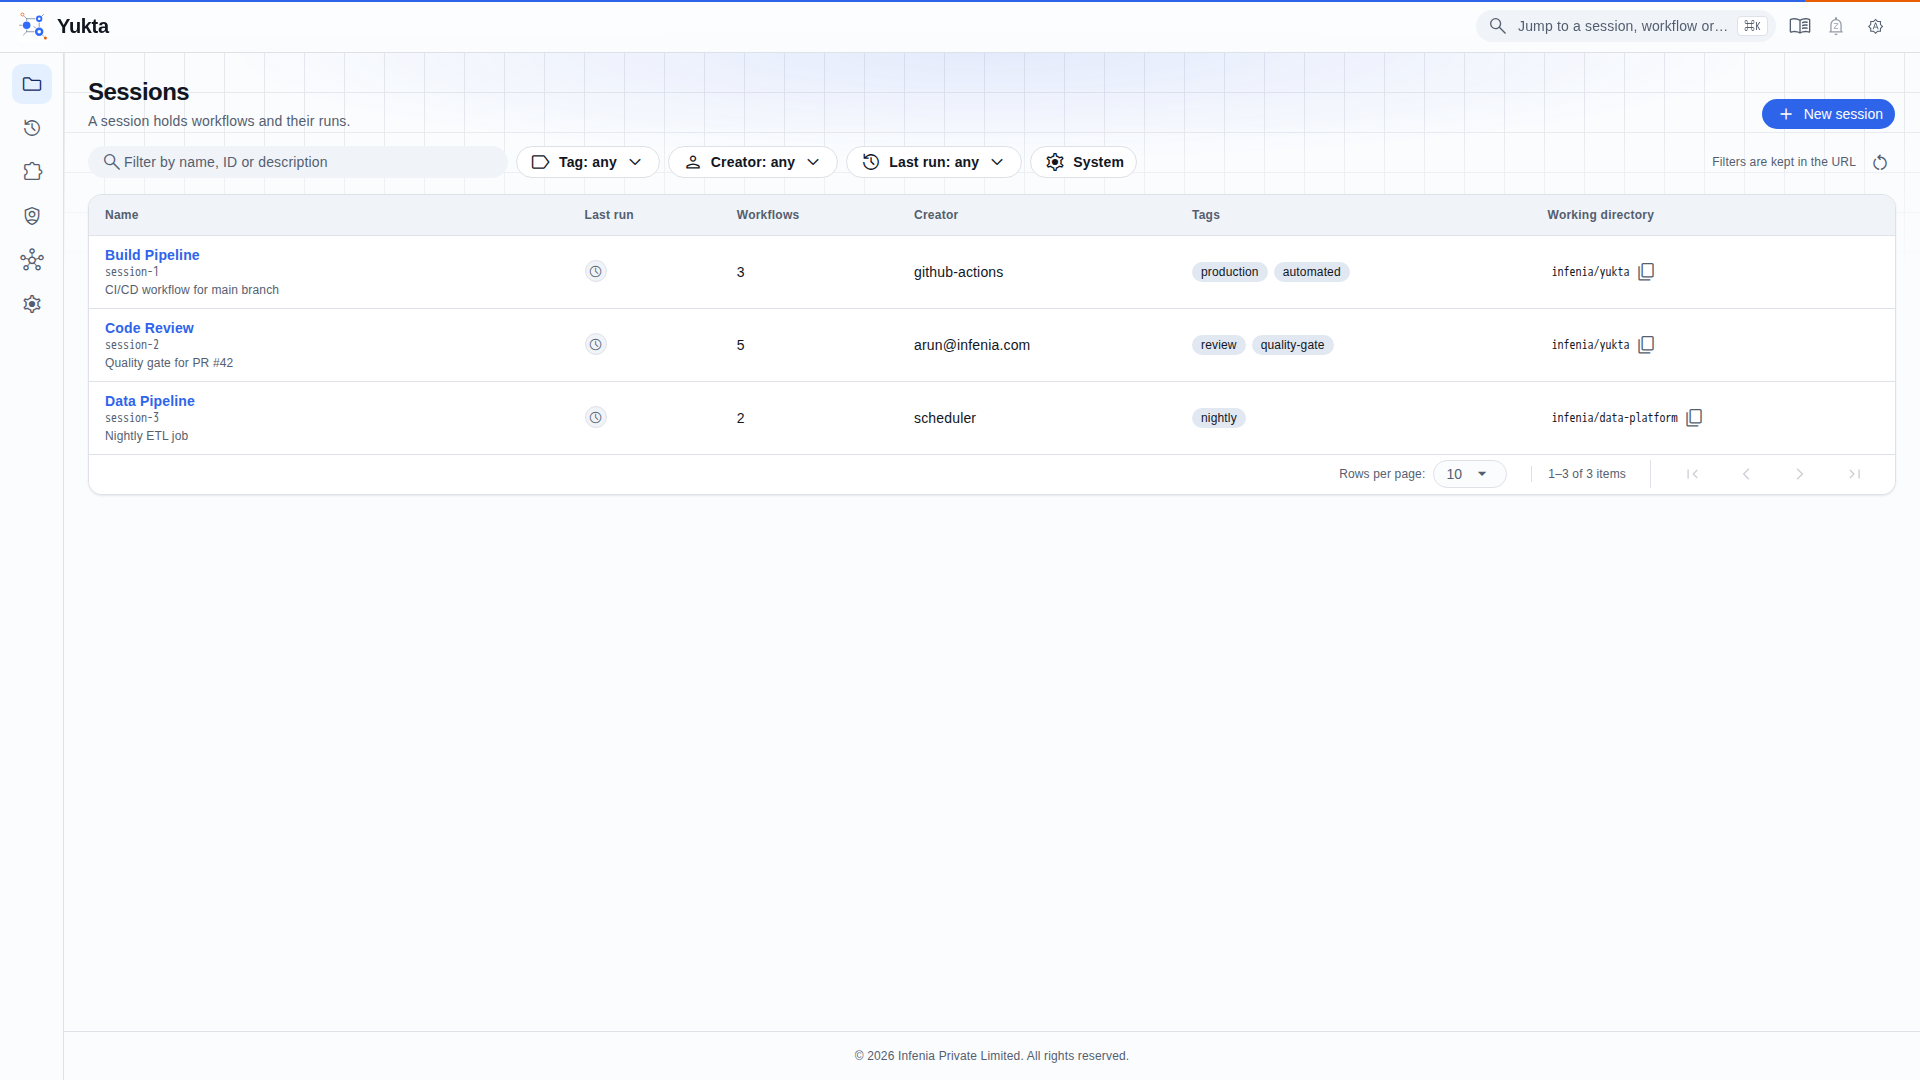 Yukta
Jump to a session, workflow or… ⌘K
Sessions
A session holds workflows and their runs.
New session
Filter by name, ID or description
Tag: any
Creator: any
Last run: any
System
Filters are kept in the URL
Name Last run Workflows Creator Tags Working directory
Build Pipeline
session-1
CI/CD workflow for main branch
3 github-actions production automated infenia/yukta
Code Review
session-2
Quality gate for PR #42
5 arun@infenia.com review quality-gate infenia/yukta
Data Pipeline
session-3
Nightly ETL job
2 scheduler nightly infenia/data-platform
Rows per page: 10 1–3 of 3 items
© 2026 Infenia Private Limited. All rights reserved.